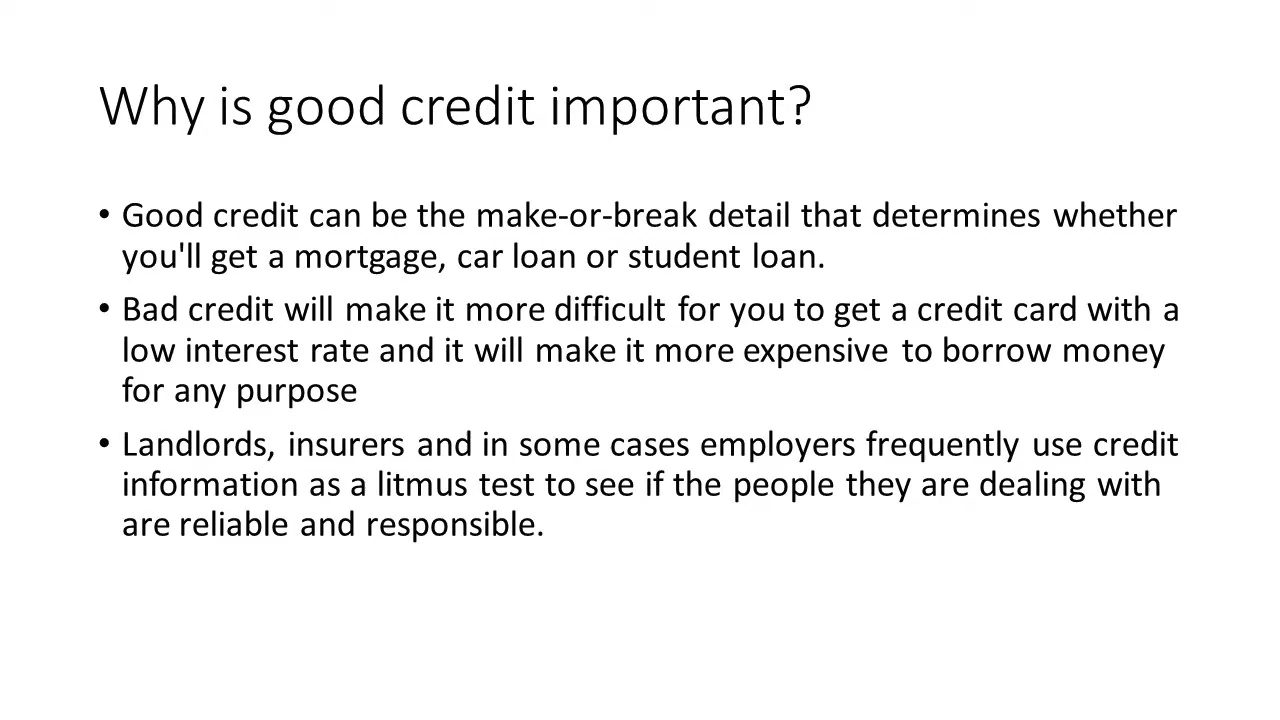 Why is good credit important?
• Good credit can be the make-or-break detail that determines whether
you'll get a mortgage, car loan or student loan.
• Bad credit will make it more difficult for you to get a credit card with a
low interest rate and it will make it more expensive to borrow money
for any purpose
• Landlords, insurers and in some cases employers frequently use credit
information as a litmus test to see if the people they are dealing with
are reliable and responsible.